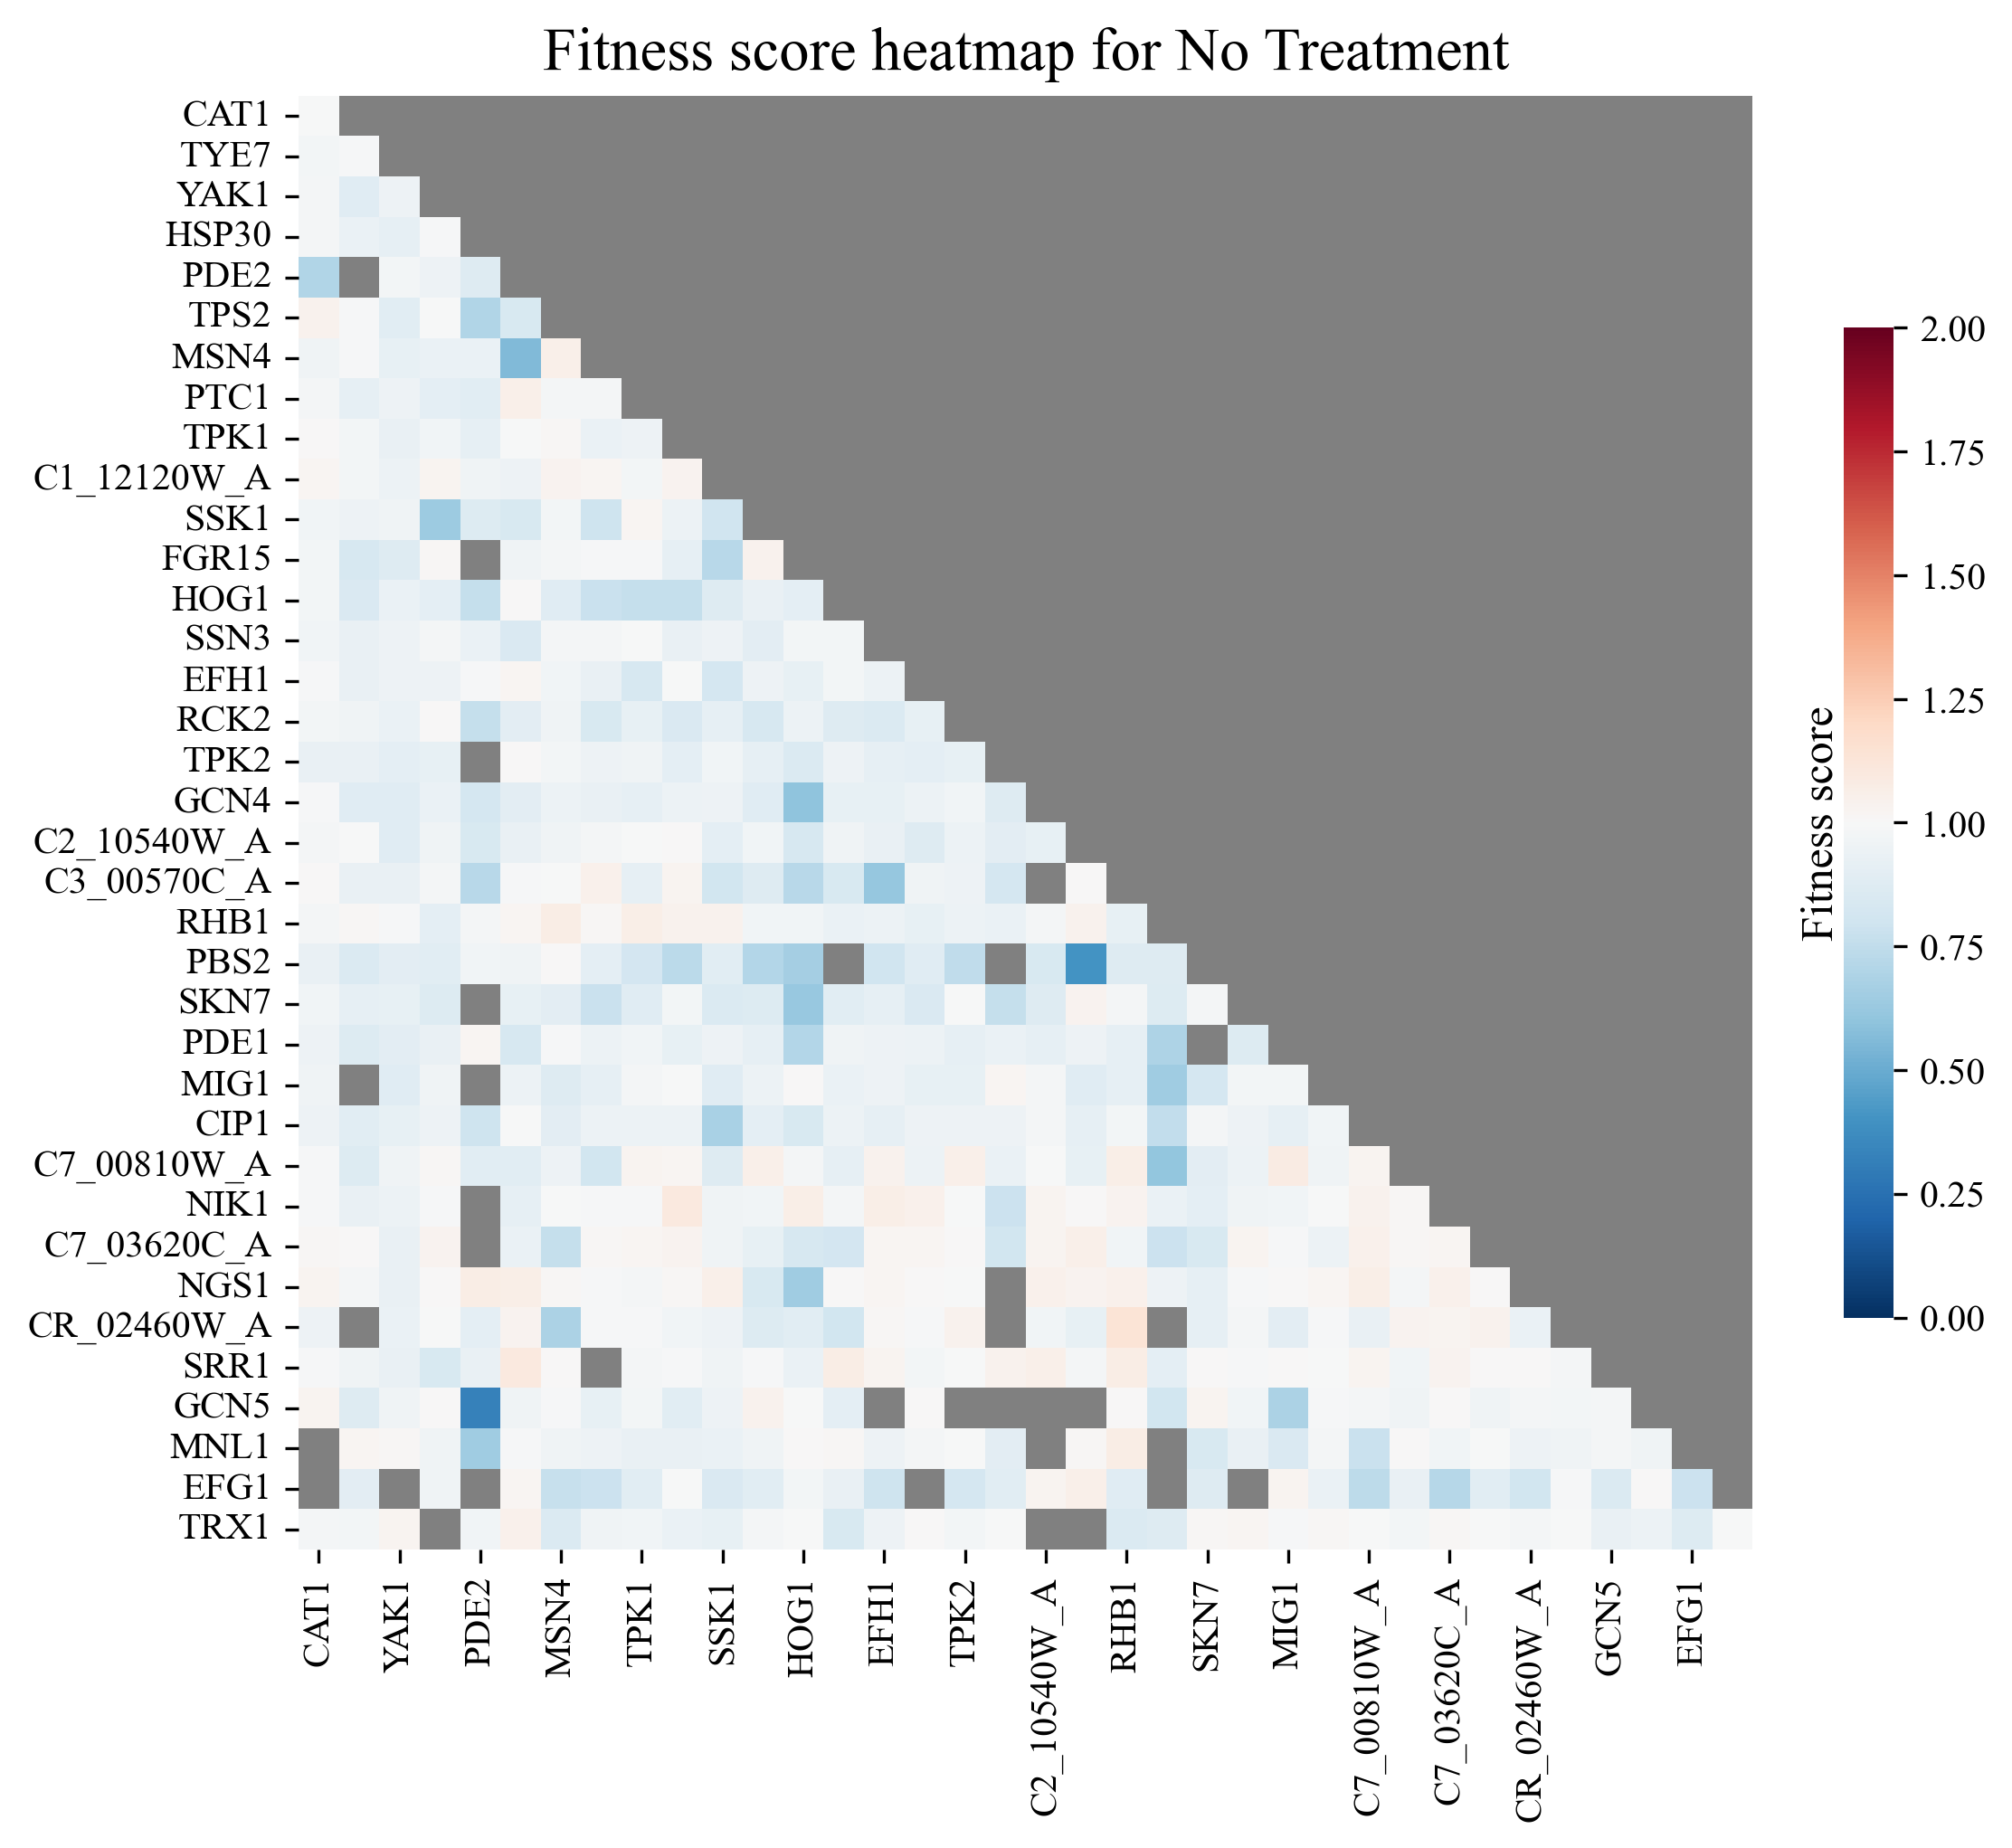 Fitness score heatmap for No Treatment
CAT1
TYE7
YAK1
HSP30
PDE2
TPS2
MSN4
PTC1
TPK1
C1_12120W_A
SSK1
FGR15
HOG1
SSN3
EFH1
RCK2
TPK2
GCN4
C2_10540W_A
C3_00570C_A
RHB1
PBS2
SKN7
PDE1
MIG1
CIP1
C7_00810W_A
NIK1
C7_03620C_A
NGS1
CR_02460W_A
SRR1
GCN5
MNL1
EFG1
TRX1
CAT1
YAK1
PDE2
MSN4
TPK1
SSK1
HOG1
EFH1
TPK2
C2_10540W_A
RHB1
SKN7
MIG1
C7_00810W_A
C7_03620C_A
CR_02460W_A
GCN5
EFG1
Fitness score
2.00
1.75
1.50
1.25
1.00
0.75
0.50
0.25
0.00